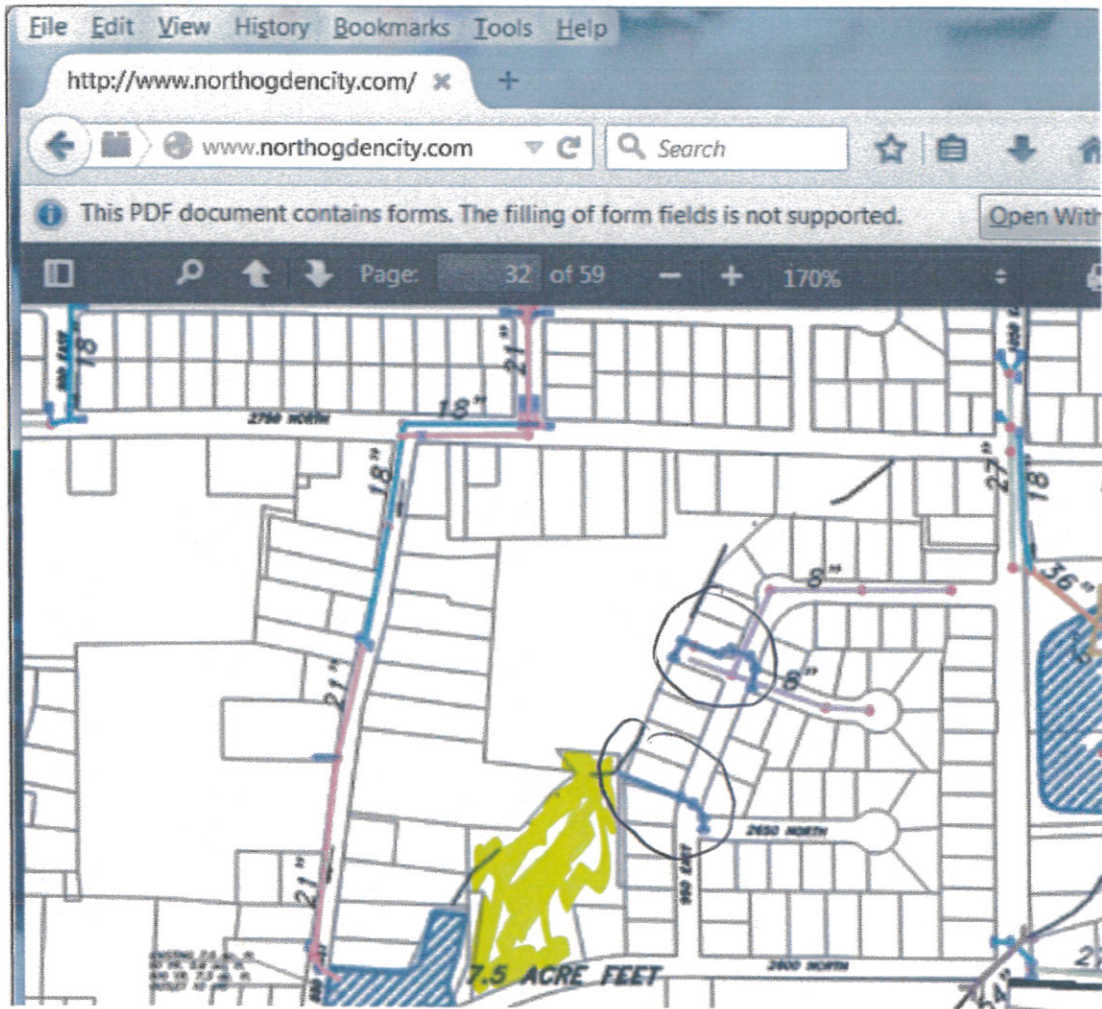 File Edit View History Bookmarks Tools Help
http://www.northogdencity.com/
www.northogdencity.com
Search
This PDF document contains forms. The filling of form fields is not supported.
Open With
Page: 32 of 59
170%
18"
21"
18"
2750 NORTH
18"
27"
18"
36"
8"
8"
21"
21"
2650 NORTH
950 EAST
7.5 ACRE FEET
2600 NORTH
27